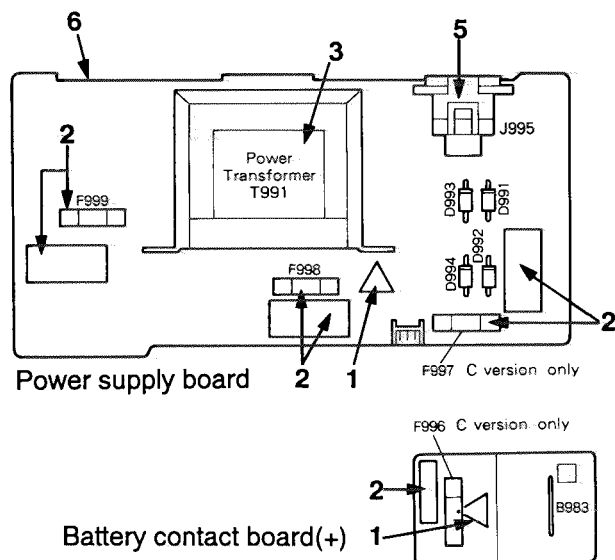 6
5
3
2
J995
Power
Transformer
T991
F999
D993
D991
F998
D994
D992
2
Power supply board
2
1
F997 C version only
F996 C version only
2
1
B983
Battery contact board(+)